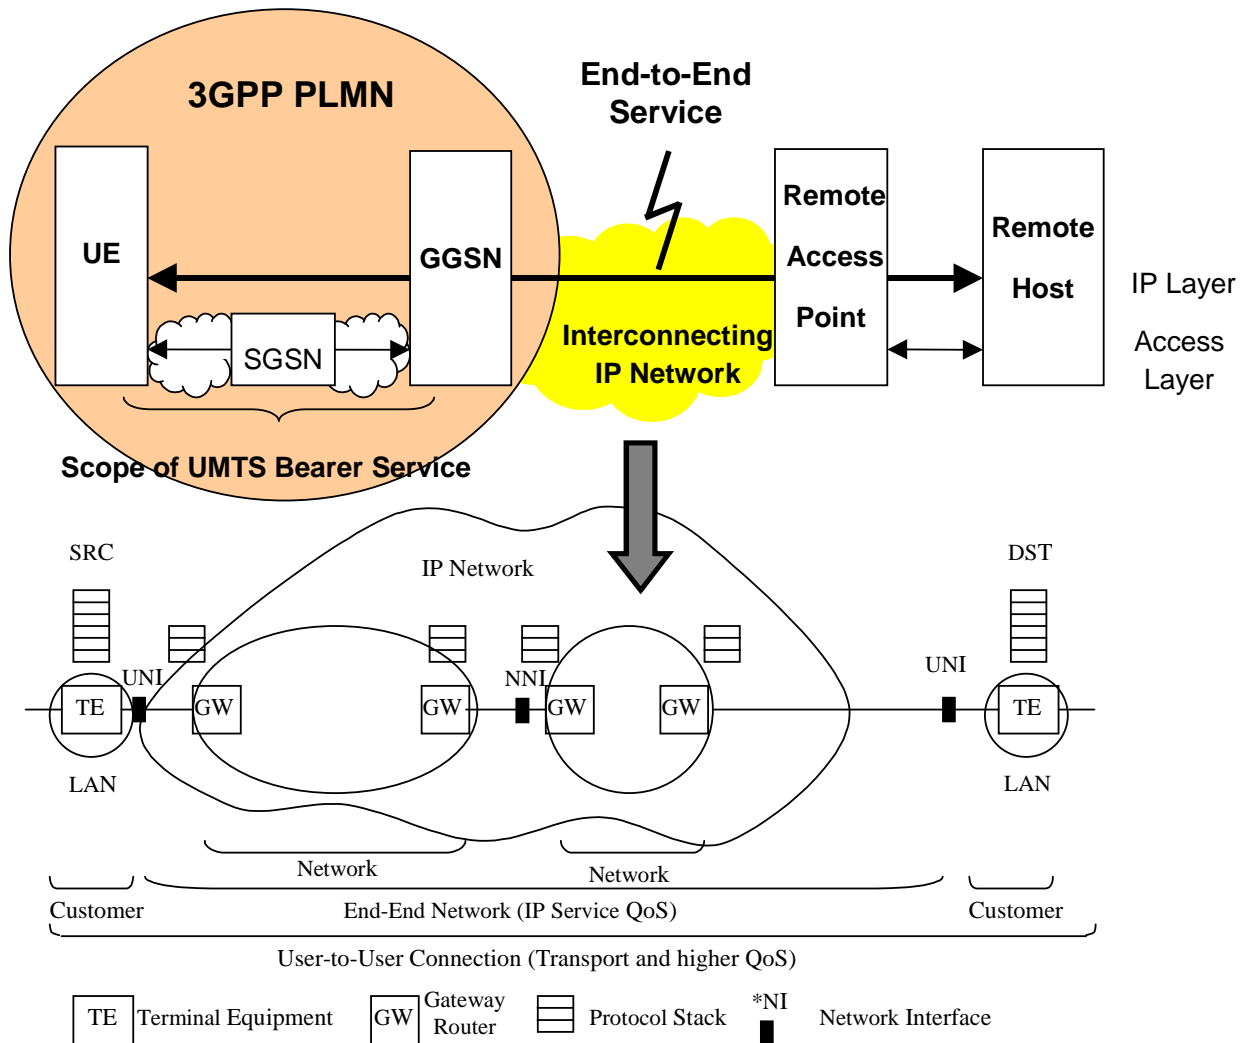 3GPP PLMN
End-to-End
Service
UE
GGSN
SGSN
Remote
Access
Point
Remote
Host
IP Layer
Access
Layer
Interconnecting
IP Network
Scope of UMTS Bearer Service
SRC
IP Network
DST
UNI
NNI
UNI
TE
GW
GW
GW
GW
TE
LAN
LAN
Network
Network
Customer
End-End Network (IP Service QoS)
Customer
User-to-User Connection (Transport and higher QoS)
TE
Terminal Equipment
GW
Gateway
Router
Protocol Stack
*NI
Network Interface